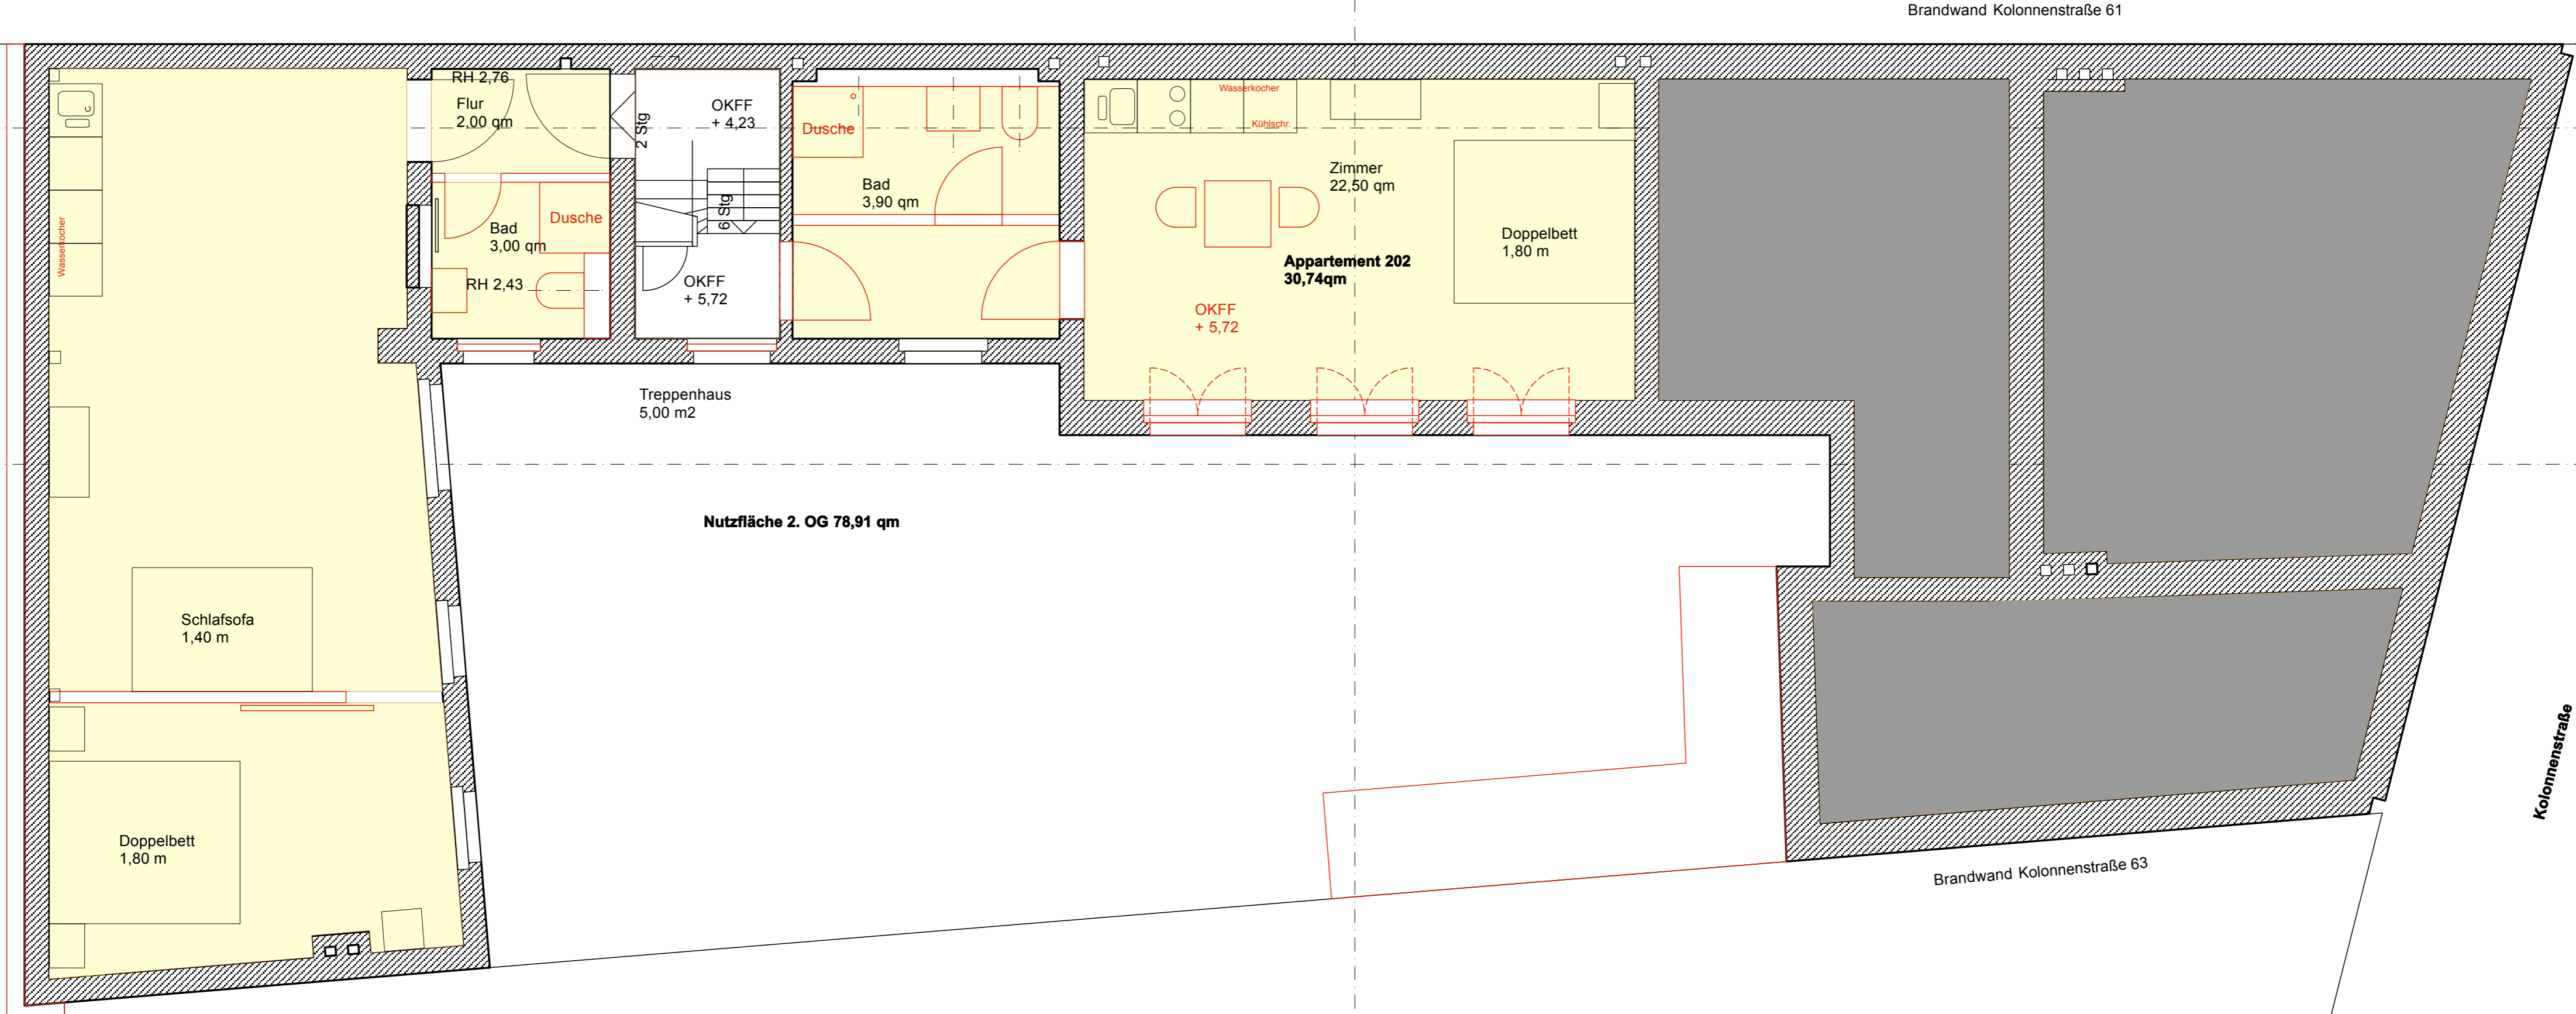 Brandwand Kolonnenstraße 61
RH 2,76
Flur
2,00 qm
2 Stg
OKFF
+ 4,23
Dusche
Wasserkocher
Kühlschr.
Zimmer
22,50 qm
Bad
3,90 qm
Dusche
Bad
3,00 qm
6 Stg
Wasserkocher
Doppelbett
1,80 m
Appartement 202
30,74qm
RH 2,43
OKFF
+ 5,72
OKFF
+ 5,72
Treppenhaus
5,00 m2
Nutzfläche 2. OG 78,91 qm
Schlafsofa
1,40 m
Kolonnenstraße
Doppelbett
1,80 m
Brandwand Kolonnenstraße 63